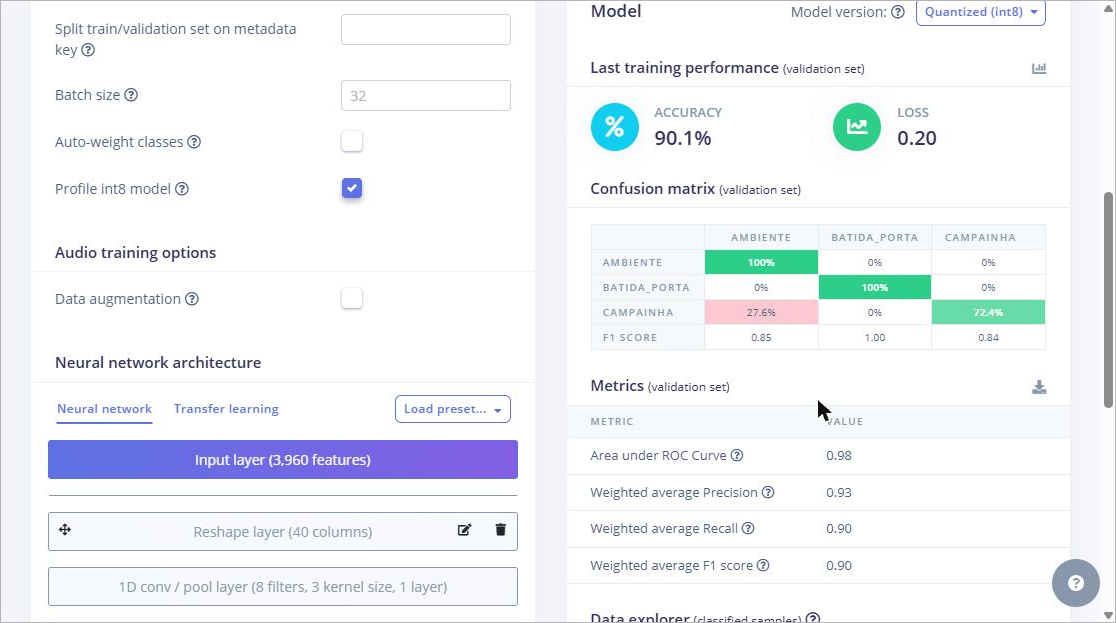 Split train/validation set on metadata
key ?
Batch size ?
32
Auto-weight classes ?
Profile int8 model ?
Audio training options
Data augmentation ?
Neural network architecture
Neural network Transfer learning Load preset...
Input layer (3,960 features)
Reshape layer (40 columns)
1D conv / pool layer (8 filters, 3 kernel size, 1 layer)
Model
Model version: ? Quantized (int8)
Last training performance (validation set)
%
ACCURACY
90.1%
LOSS
0.20
Confusion matrix (validation set)
AMBIENTE BATIDA_PORTA CAMPAINHA
AMBIENTE 100% 0% 0%
BATIDA_PORTA 0% 100% 0%
CAMPAINHA 27.6% 0% 72.4%
F1 SCORE 0.85 1.00 0.84
Metrics (validation set)
METRIC VALUE
Area under ROC Curve ? 0.98
Weighted average Precision ? 0.93
Weighted average Recall ? 0.90
Weighted average F1 score ? 0.90
Data explorer (classified samples) ?
?